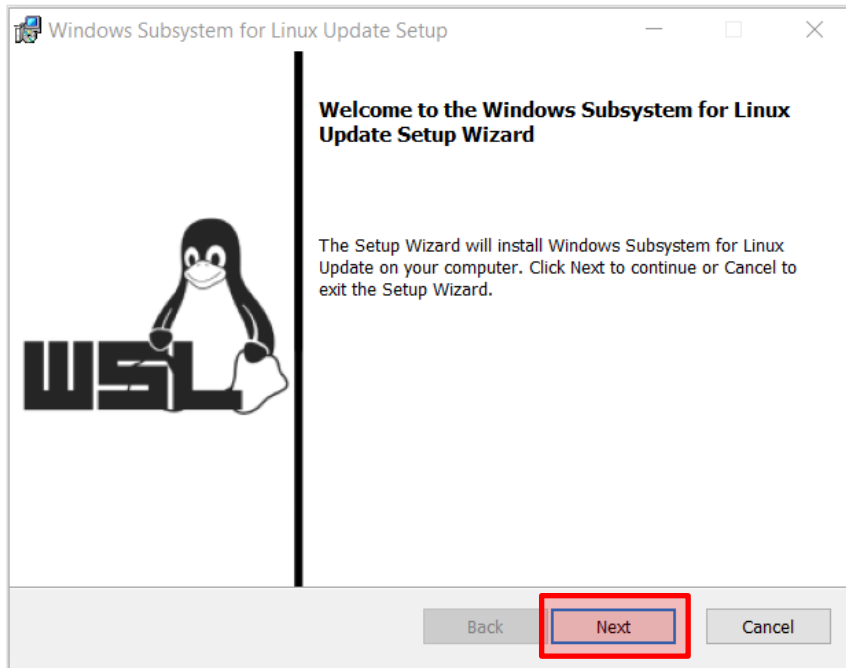 Windows Subsystem for Linux Update Setup
Welcome to the Windows Subsystem for Linux
Update Setup Wizard
The Setup Wizard will install Windows Subsystem for Linux
Update on your computer. Click Next to continue or Cancel to
exit the Setup Wizard.
WSL
Back
Next
Cancel